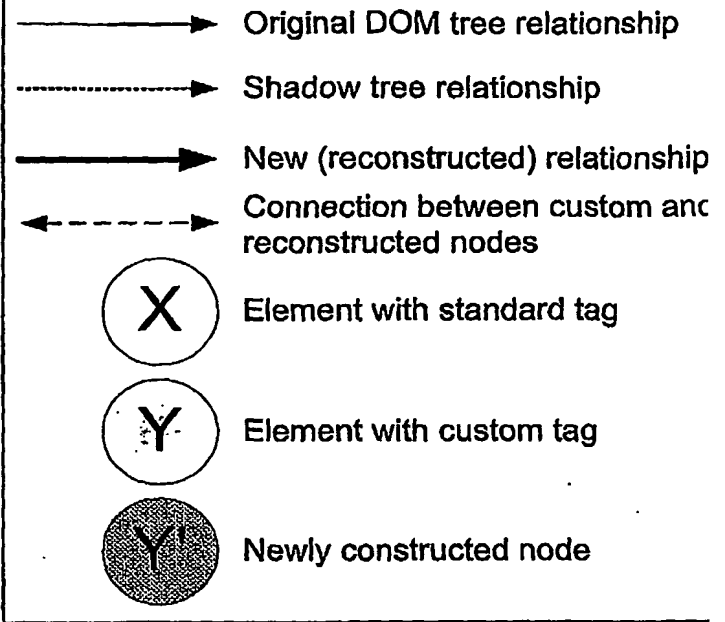 Original DOM tree relationship
Shadow tree relationship
New (reconstructed) relationship
Connection between custom and
reconstructed nodes
X
Element with standard tag
Y
Element with custom tag
Y'
Newly constructed node